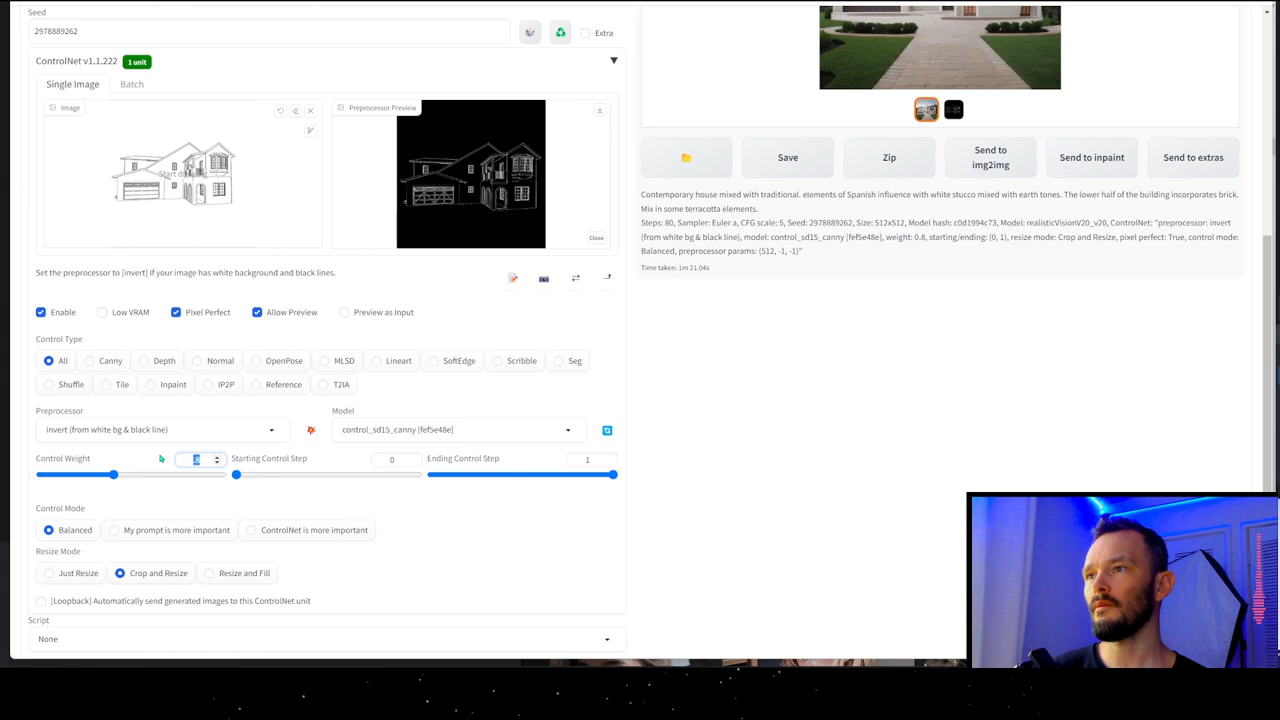 Seed
2978889262
Extra
ControlNet v1.1.222
1 unit
Single Image
Batch
Image
Preprocessor Preview
Start d
Close
Set the preprocessor to [invert] If your image has white background and black lines.
Enable
Low VRAM
Pixel Perfect
Allow Preview
Preview as Input
Control Type
All
Canny
Depth
Normal
OpenPose
MLSD
Lineart
SoftEdge
Scribble
Seg
Shuffle
Tile
Inpaint
IP2P
Reference
T2IA
Preprocessor
Model
invert (from white bg & black line)
control_sd15_canny [fef5e48e]
Control Weight
.8
Starting Control Step
0
Ending Control Step
1
Control Mode
Balanced
My prompt is more important
ControlNet is more important
Resize Mode
Just Resize
Crop and Resize
Resize and Fill
[Loopback] Automatically send generated images to this ControlNet unit
Script
None
Save
Zip
Send to
img2img
Send to inpaint
Send to extras
Contemporary house mixed with traditional. elements of Spanish influence with white stucco mixed with earth tones. The lower half of the building incorporates brick.
Mix in some terracotta elements.
Steps: 80, Sampler: Euler a, CFG scale: 5, Seed: 2978889262, Size: 512x512, Model hash: c0d1994c73, Model: realisticVisionV20_v20, ControlNet: "preprocessor: invert
(from white bg & black line), model: control_sd15_canny [fef5e48e], weight: 0.8, starting/ending: (0, 1), resize mode: Crop and Resize, pixel perfect: True, control mode:
Balanced, preprocessor params: (512, -1, -1)"
Time taken: 1m 21.04s